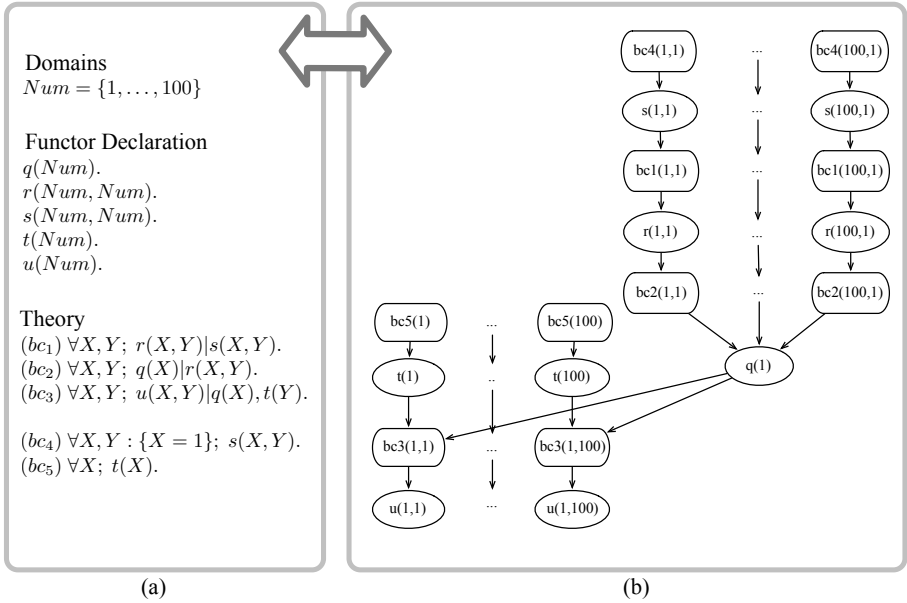 Domains
Num = {1, . . . , 100}
Functor Declaration
q(Num).
r(Num, Num).
s(Num, Num).
t(Num).
u(Num).
Theory
(bc₁) ∀X, Y ; r(X, Y)|s(X, Y).
(bc₂) ∀X, Y ; q(X)|r(X, Y).
(bc₃) ∀X, Y ; u(X, Y)|q(X), t(Y).
(bc₄) ∀X, Y : {X = 1}; s(X, Y).
(bc₅) ∀X; t(X).
(a)
bc4(1,1) ... bc4(100,1)
s(1,1) ... s(100,1)
bc1(1,1) ... bc1(100,1)
r(1,1) ... r(100,1)
bc2(1,1) ... bc2(100,1)
bc5(1) ... bc5(100)
q(1)
t(1) .. t(100)
bc3(1,1) ... bc3(1,100)
u(1,1) ... u(1,100)
(b)